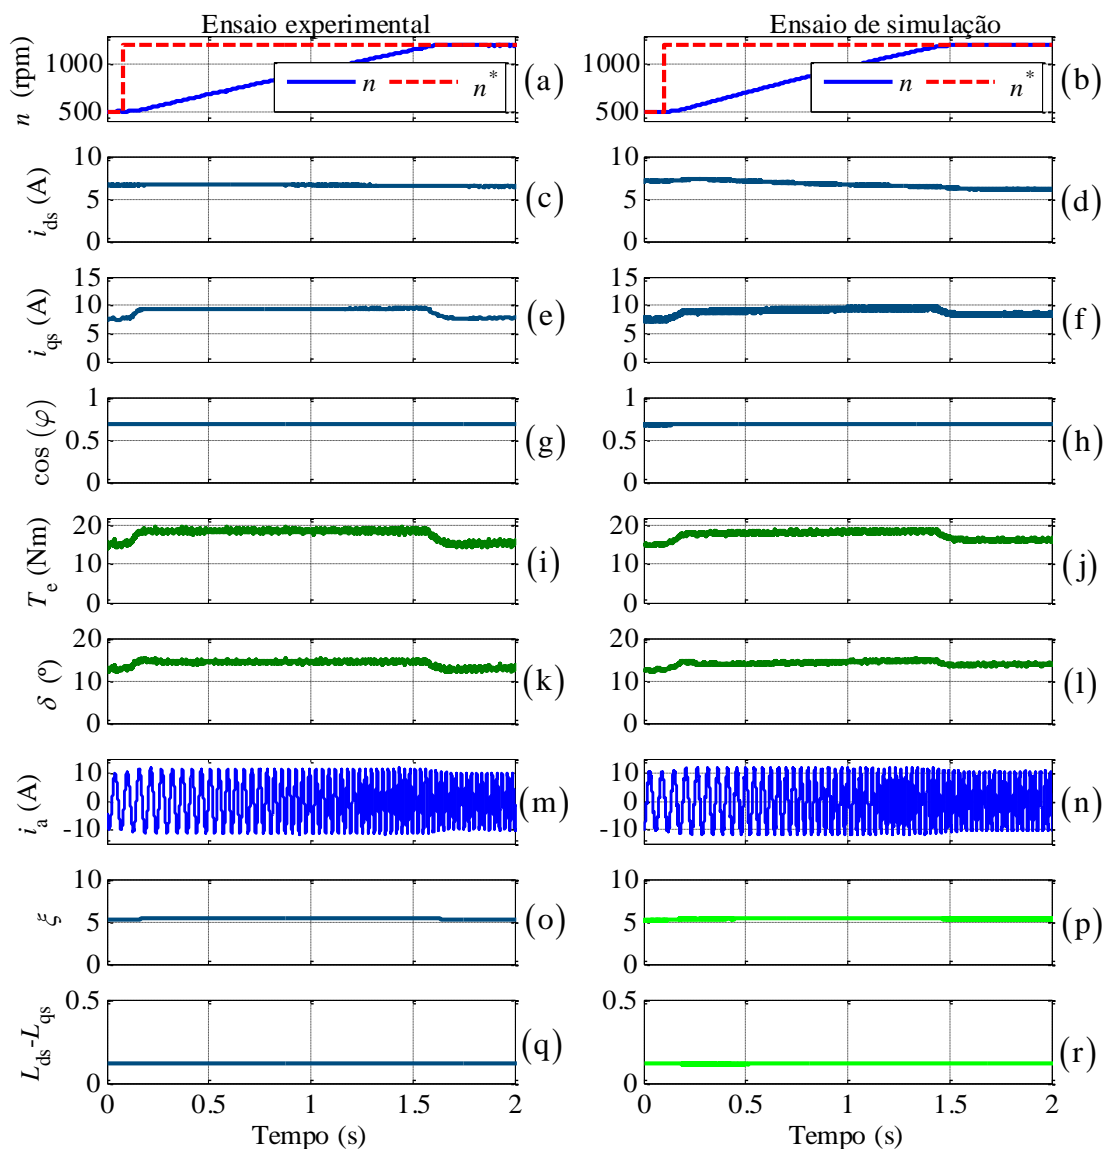 Ensaio experimental
Ensaio de simulação
n (rpm)
1000
500
n
n*
(a)
1000
500
n
n*
(b)
i_ds (A)
10
5
0
(c)
10
5
0
(d)
i_qs (A)
15
10
5
0
(e)
15
10
5
0
(f)
cos (φ)
1
0.5
0
(g)
1
0.5
0
(h)
T_e (Nm)
20
10
0
(i)
20
10
0
(j)
δ (º)
20
10
0
(k)
20
10
0
(l)
i_a (A)
10
0
-10
(m)
10
0
-10
(n)
ξ
10
5
0
(o)
10
5
0
(p)
L_ds-L_qs
0.5
0
(q)
0.5
0
(r)
0 0.5 1 1.5 2
0 0.5 1 1.5 2
Tempo (s)
Tempo (s)